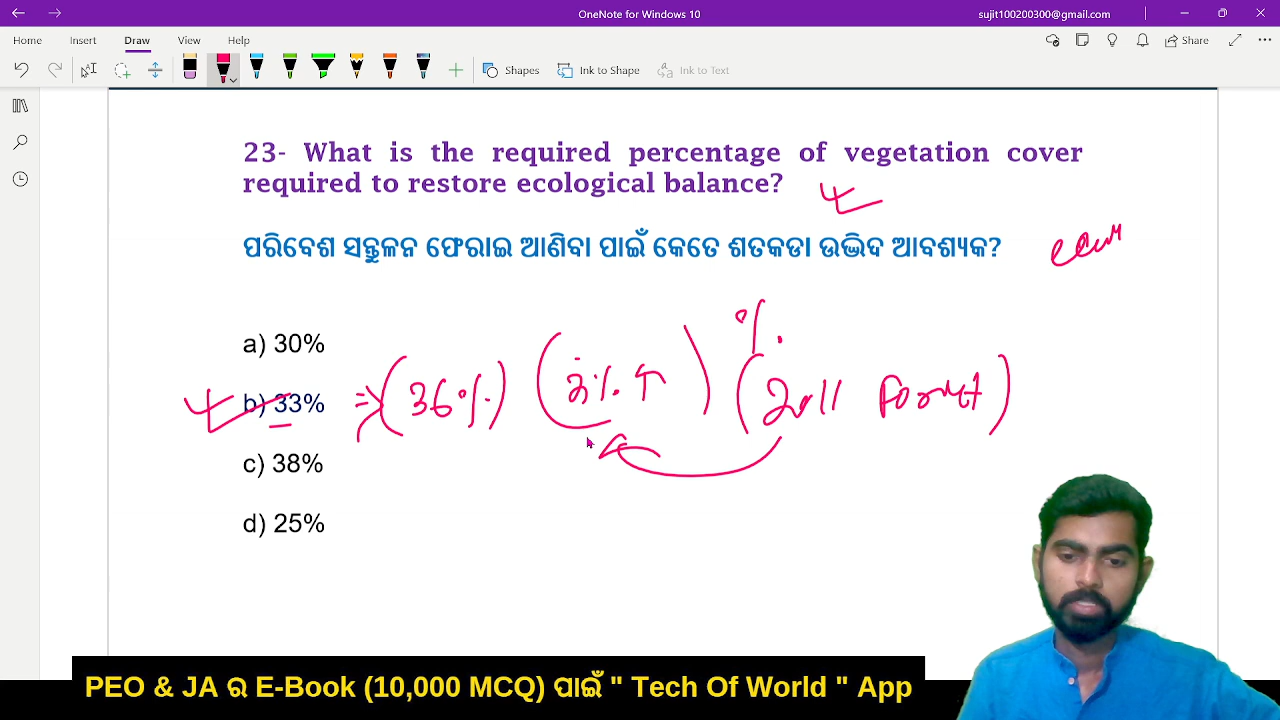 OneNote for Windows 10
sujit100200300@gmail.com
Home Insert Draw View Help
Share
Shapes Ink to Shape Ink to Text
23- What is the required percentage of vegetation cover
required to restore ecological balance?
ପରିବେଶ ସନ୍ତୁଳନ ଫେରାଇ ଆଣିବା ପାଇଁ କେତେ ଶତକଡା ଉଦ୍ଭିଦ ଆବଶ୍ୟକ?
%.
a) 30%
b) 33% => (36%)
c) 38%
d) 25%
PEO & JA ର E-Book (10,000 MCQ) ପାଇଁ " Tech Of World " App